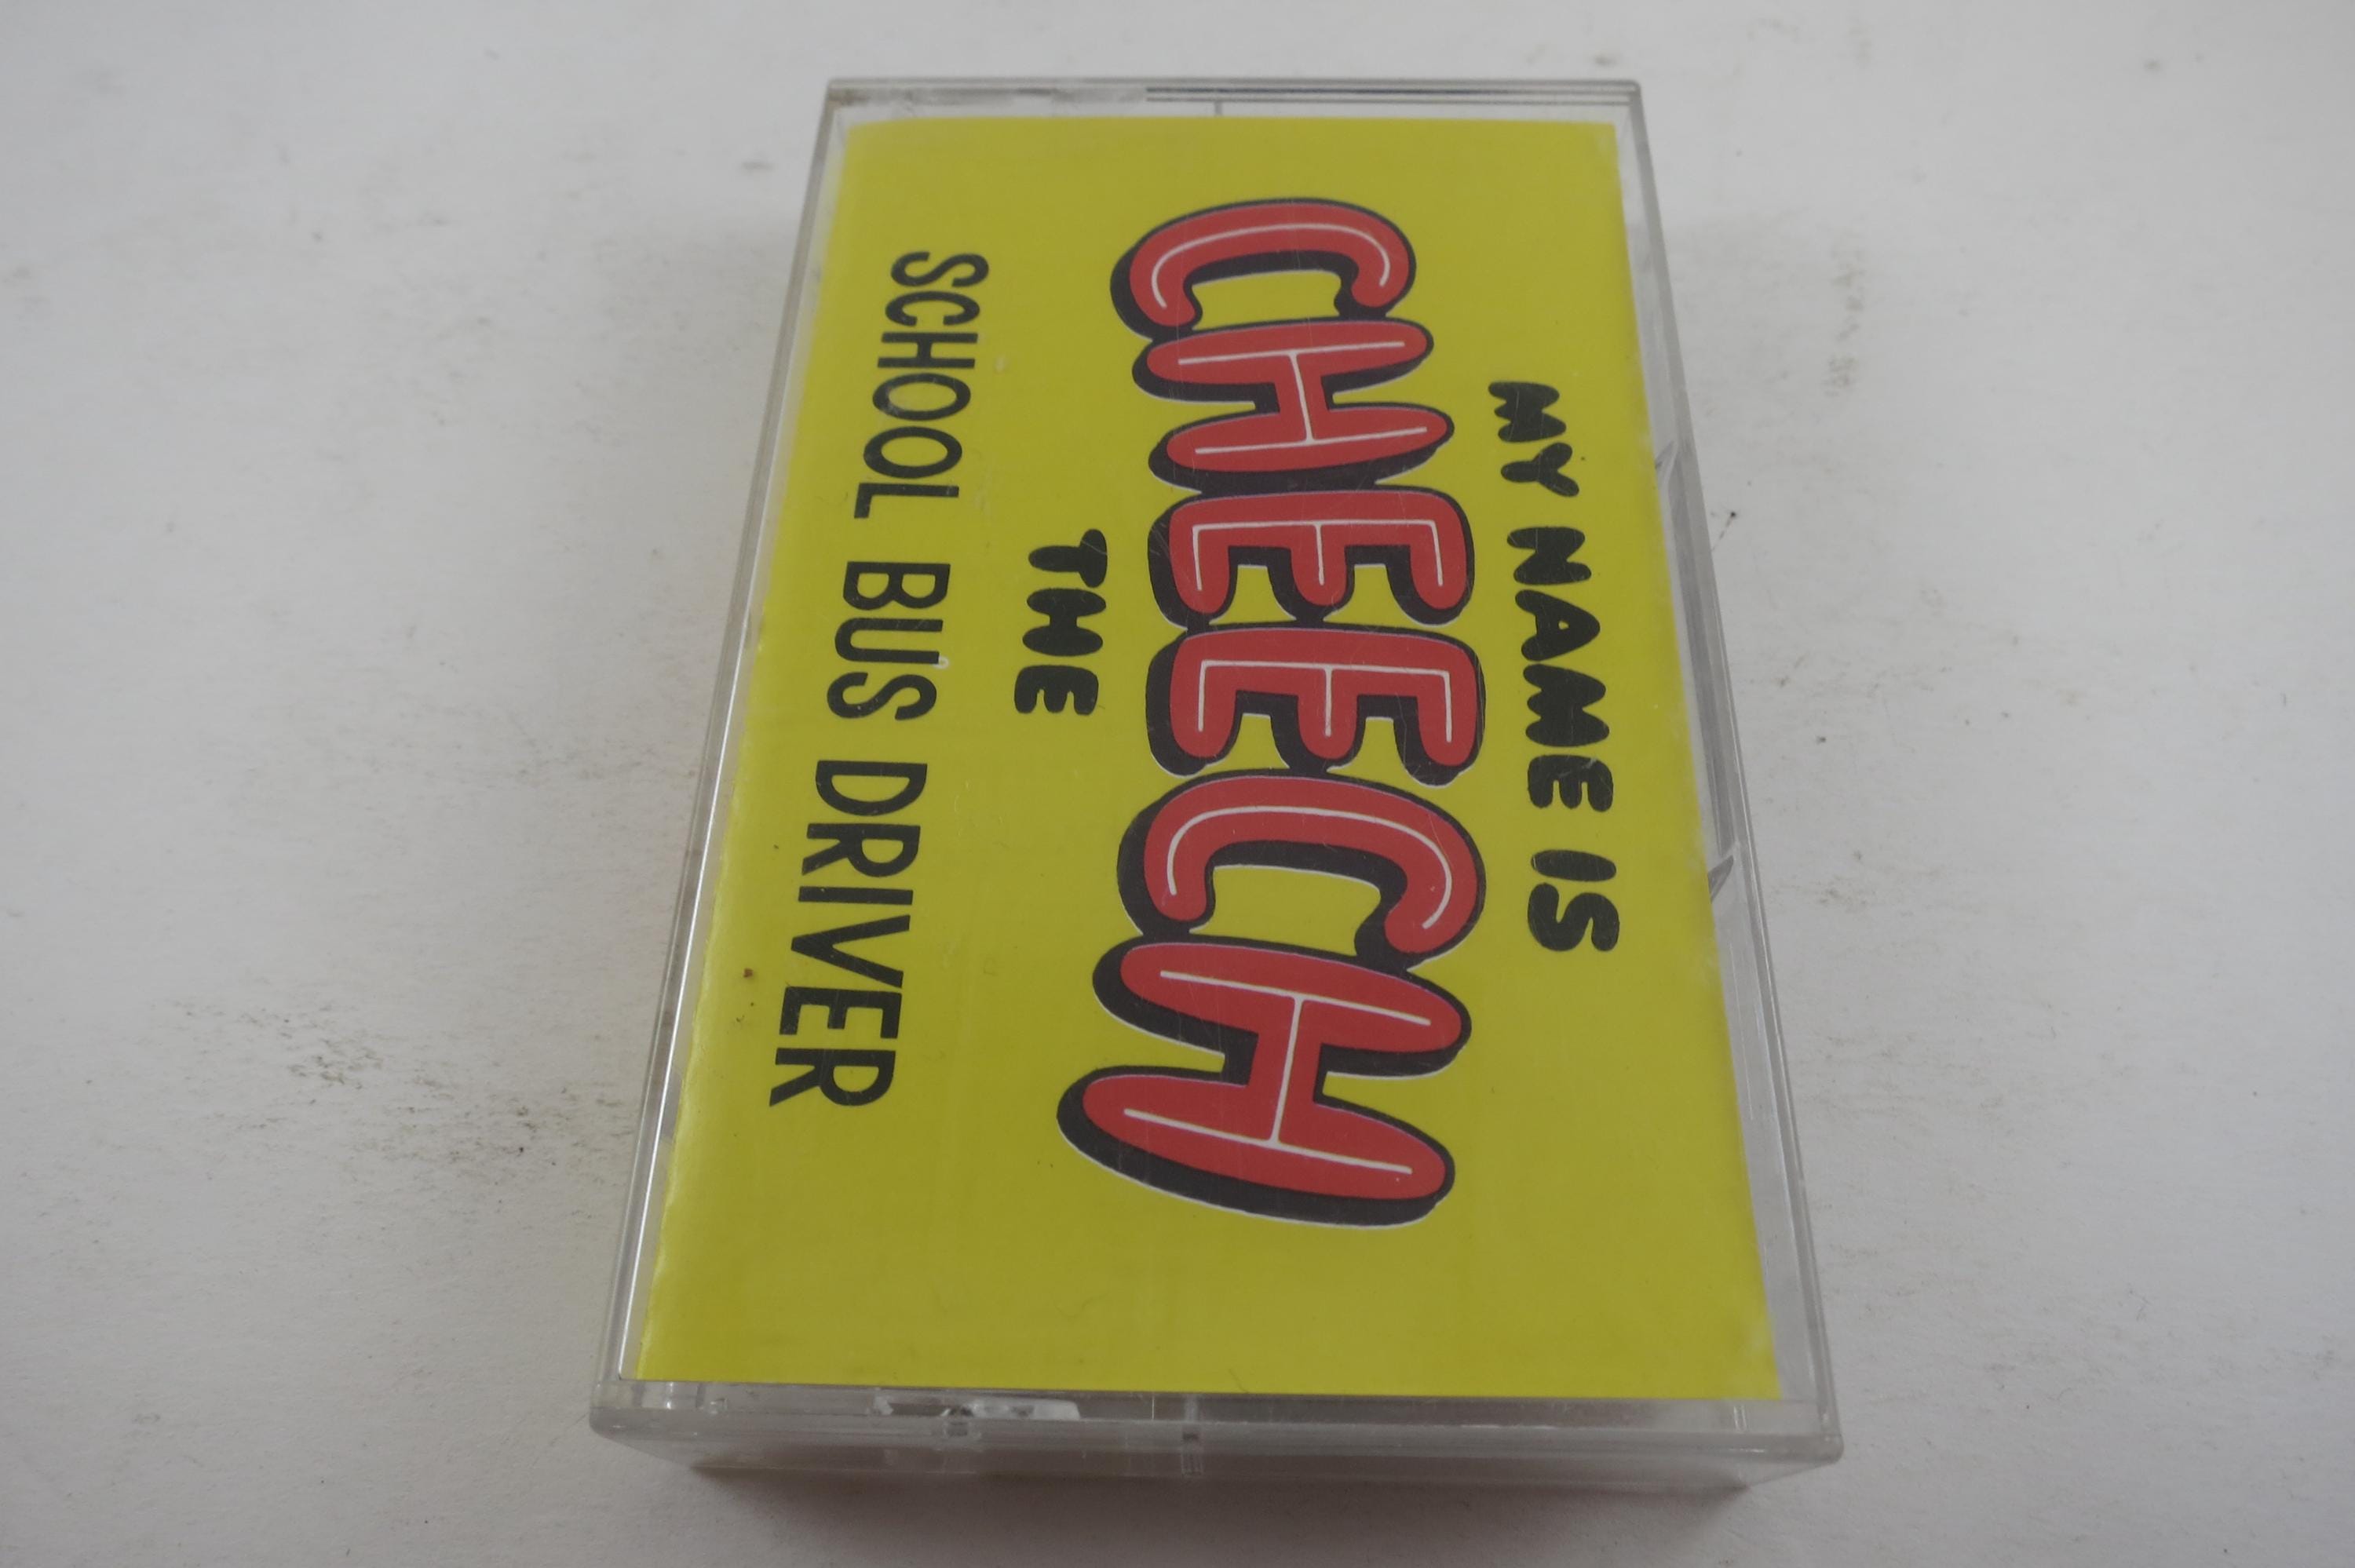 MY NAME IS
CHEECH
THE
SCHOOL BUS DRIVER